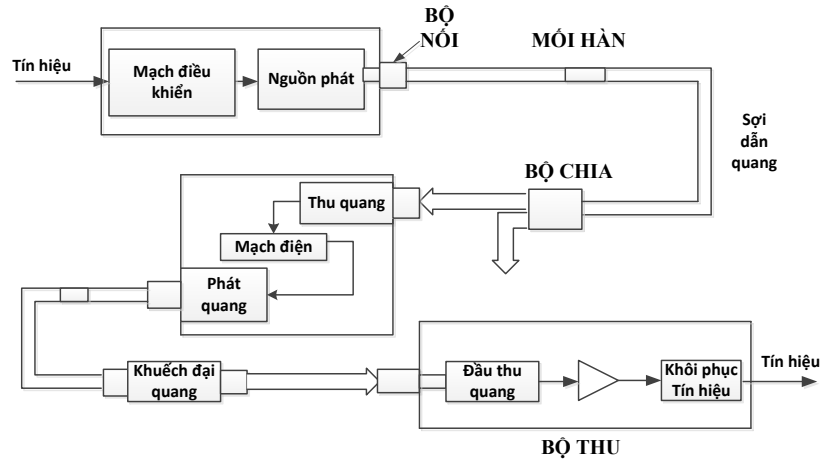 BỘ
NỐI
MỐI HÀN
Tín hiệu
Mạch điều
khiển
Nguồn phát
Sợi
dẫn
quang
BỘ CHIA
Thu quang
Mạch điện
Phát
quang
Khuếch đại
quang
Đầu thu
quang
Khôi phục
Tín hiệu
Tín hiệu
BỘ THU